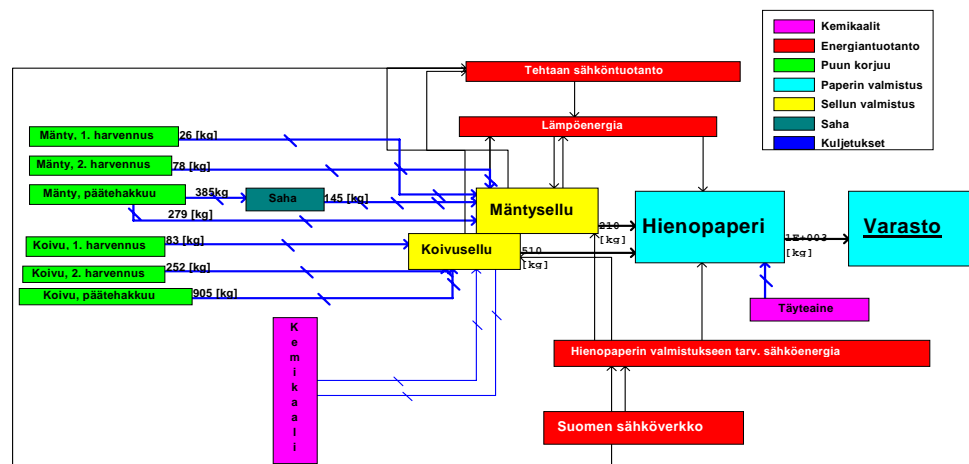 Kemikaalit
Energiantuotanto
Puun korjuu
Paperin valmistus
Sellun valmistus
Saha
Kuljetukset
Tehtaan sähköntuotanto
Lämpöenergia
Mänty, 1. harvennus
26 [kg]
Mänty, 2. harvennus
78 [kg]
Mänty, päätehakkuu
385kg
Saha
145 [kg]
279 [kg]
Mäntysellu
210
[kg]
Hienopaperi
1E+003
[kg]
Varasto
Koivu, 1. harvennus
83 [kg]
Koivusellu
510
[kg]
Koivu, 2. harvennus
252 [kg]
Koivu, päätehakkuu
905 [kg]
Täyteaine
K
e
m
i
k
a
a
l
i
Hienopaperin valmistukseen tarv. sähköenergia
Suomen sähköverkko